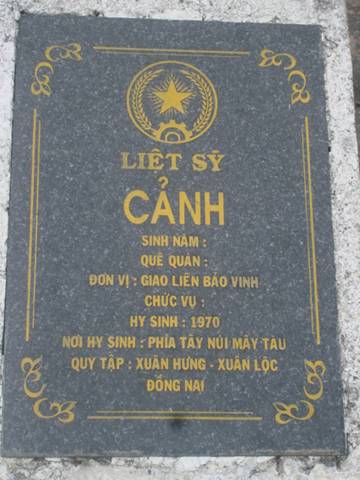 LIỆT SỸ
CẢNH
SINH NĂM :
QUÊ QUÁN :
ĐƠN VỊ : GIAO LIÊN BẢO VINH
CHỨC VỤ :
HY SINH : 1970
NƠI HY SINH : PHÍA TÂY NÚI MÂY TÀU
QUY TẬP : XUÂN HƯNG - XUÂN LỘC
ĐỒNG NAI